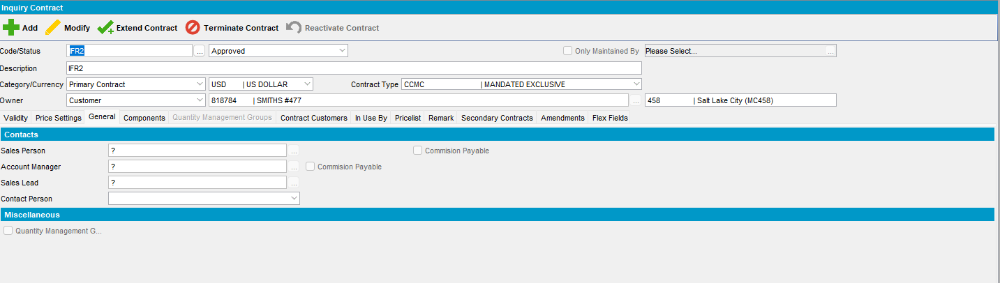 Inquiry Contract
Add Modify Extend Contract Terminate Contract Reactivate Contract
Code/Status IFR2 ... Approved Only Maintained By Please Select... ...
Description IFR2
Category/Currency Primary Contract USD | US DOLLAR Contract Type CCMC | MANDATED EXCLUSIVE
Owner Customer 818784 | SMITHS #477 ... 458 | Salt Lake City (MC458)
Validity Price Settings General Components Quantity Management Groups Contract Customers In Use By Pricelist Remark Secondary Contracts Amendments Flex Fields
Contacts
Sales Person ? ... Commision Payable
Account Manager ? ... Commision Payable
Sales Lead ? ...
Contact Person
Miscellaneous
Quantity Management G...